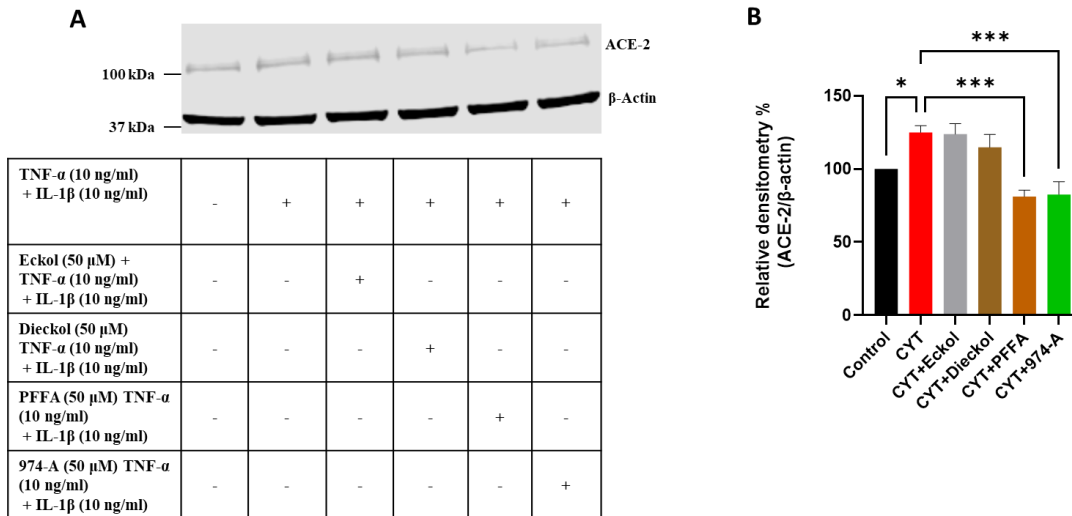 A
ACE-2
100 kDa
β-Actin
37 kDa
TNF-α (10 ng/ml)
+ IL-1β (10 ng/ml)
- + + + + +
Eckol (50 μM) +
TNF-α (10 ng/ml)
+ IL-1β (10 ng/ml)
- - + - - -
Dieckol (50 μM)
TNF-α (10 ng/ml)
+ IL-1β (10 ng/ml)
- - - + - -
PFFA (50 μM) TNF-α
(10 ng/ml)
+ IL-1β (10 ng/ml)
- - - - + -
974-A (50 μM) TNF-α
(10 ng/ml)
+ IL-1β (10 ng/ml)
- - - - - +
B
***
* ***
Relative densitometry %
(ACE-2/β-actin)
150
100
50
0
Control
CYT
CYT+Eckol
CYT+Dieckol
CYT+PFFA
CYT+974-A